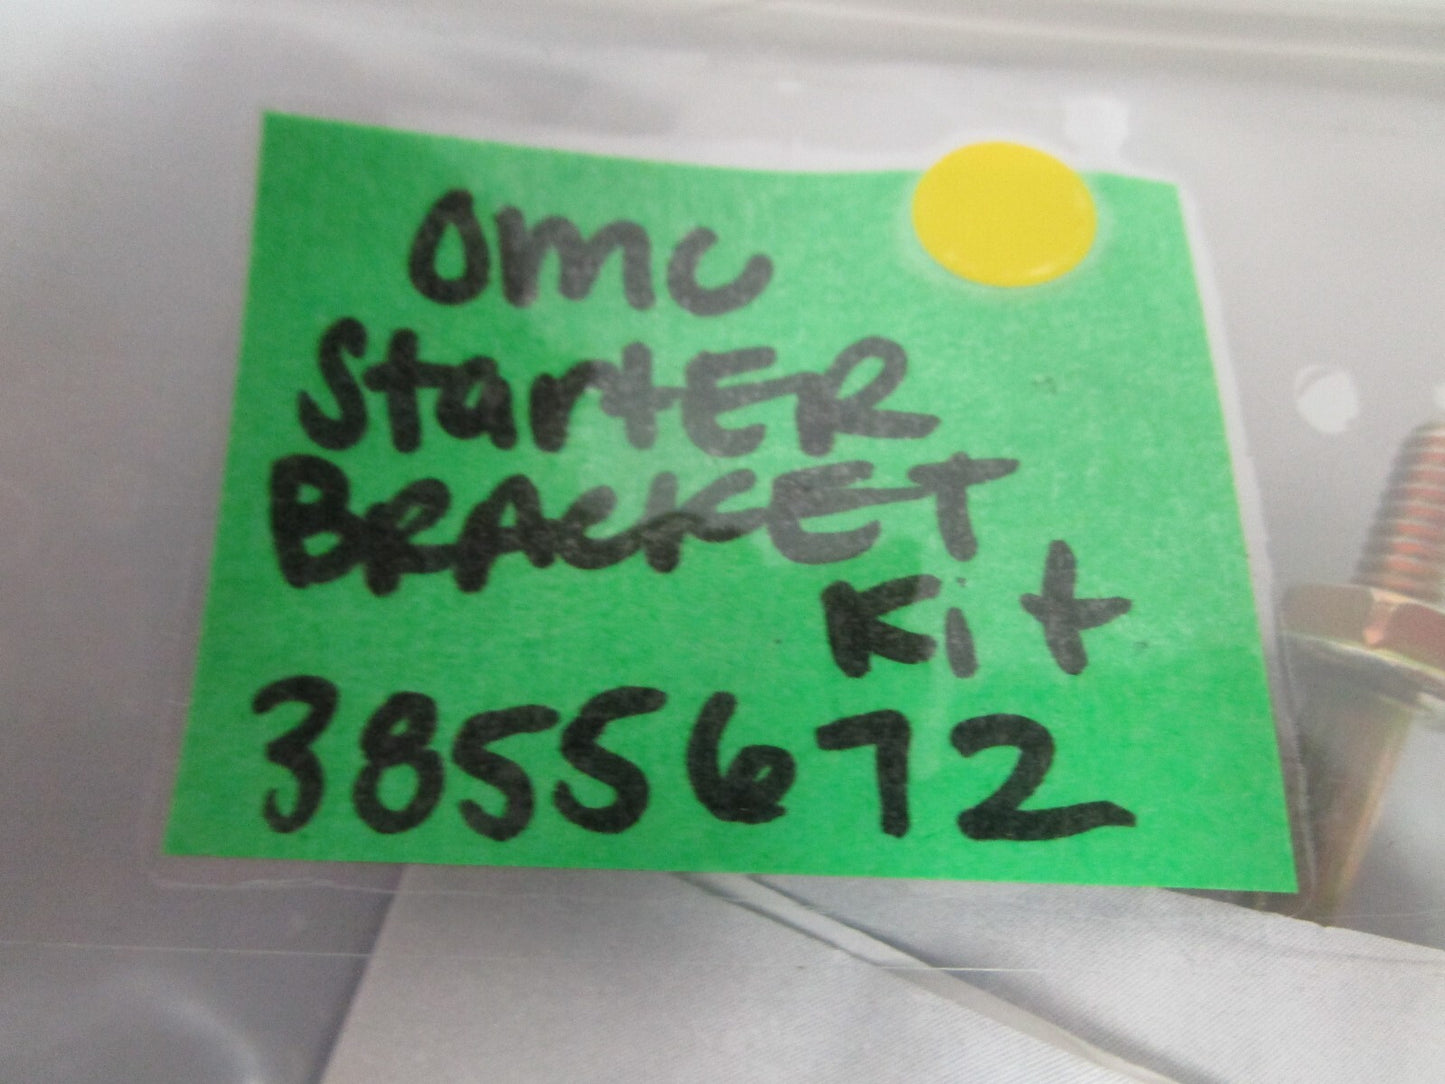 OMC
StartER
BRACKET
Kit
3855672